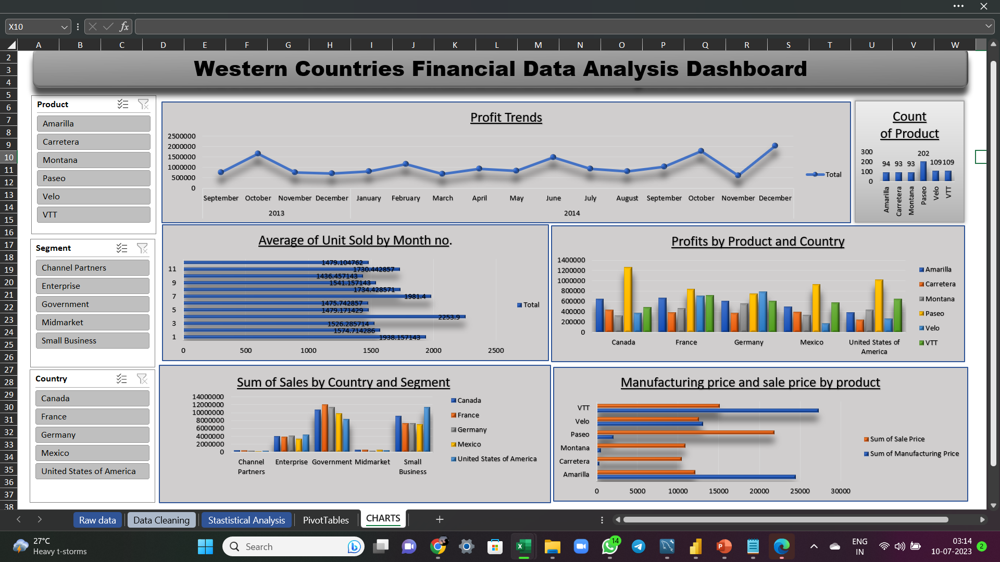 X10
fx
A B C D E F G H I J K L M N O P Q R S T U V W
2
3
4
5
6
7
8
9
10
11
12
13
14
15
16
17
18
19
20
21
22
23
24
25
26
27
28
29
30
31
32
33
34
35
36
37
38
Western Countries Financial Data Analysis Dashboard
Product
Amarilla
Carretera
Montana
Paseo
Velo
VTT
Segment
Channel Partners
Enterprise
Government
Midmarket
Small Business
Country
Canada
France
Germany
Mexico
United States of America
Profit Trends
2500000
2000000
1500000
1000000
500000
0
September October November December January February March April May June July August September October November December
2013 2014
Total
Count
of Product
300
200
100
0
94 93 93 202 109 109
Amarilla
Carretera
Montana
Paseo
Velo
VTT
Average of Unit Sold by Month no.
1479.104762
11 1730.442857
1436.457143
9 1541.157143
1734.428571
7 1981.4
1475.742857
5 1479.171429
2253.9
3 1526.285714
1574.714286
1 1938.157143
0 500 1000 1500 2000 2500
Total
Profits by Product and Country
1400000
1200000
1000000
800000
600000
400000
200000
0
Canada France Germany Mexico United States of
America
Amarilla
Carretera
Montana
Paseo
Velo
VTT
Sum of Sales by Country and Segment
14000000
12000000
10000000
8000000
6000000
4000000
2000000
0
Channel Enterprise Government Midmarket Small
Partners Business
Canada
France
Germany
Mexico
United States of America
Manufacturing price and sale price by product
VTT
Velo
Paseo
Montana
Carretera
Amarilla
0 5000 10000 15000 20000 25000 30000
Sum of Sale Price
Sum of Manufacturing Price
Raw data Data Cleaning Stastistical Analysis PivotTables CHARTS
27°C
Heavy t-storms
Search
14
ENG
IN
03:14
10-07-2023
2